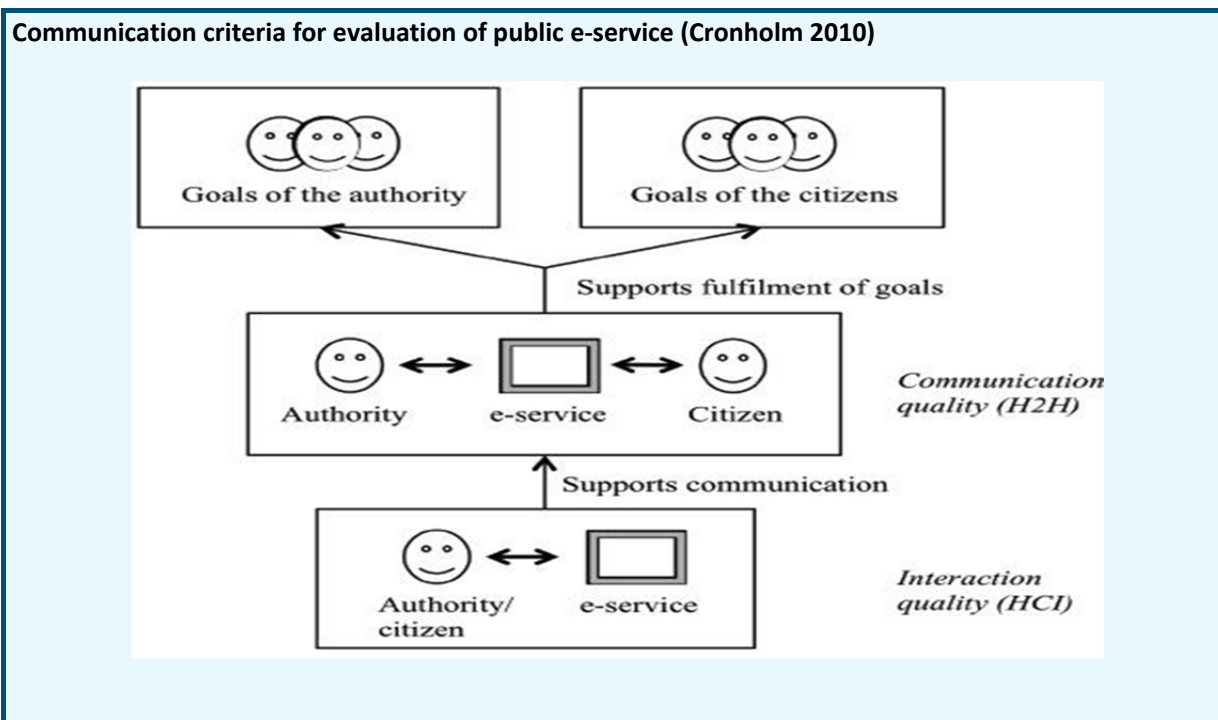 Communication criteria for evaluation of public e-service (Cronholm 2010)
Goals of the authority
Goals of the citizens
Supports fulfilment of goals
Authority
e-service
Citizen
Communication
quality (H2H)
Supports communication
Authority/
citizen
e-service
Interaction
quality (HCI)